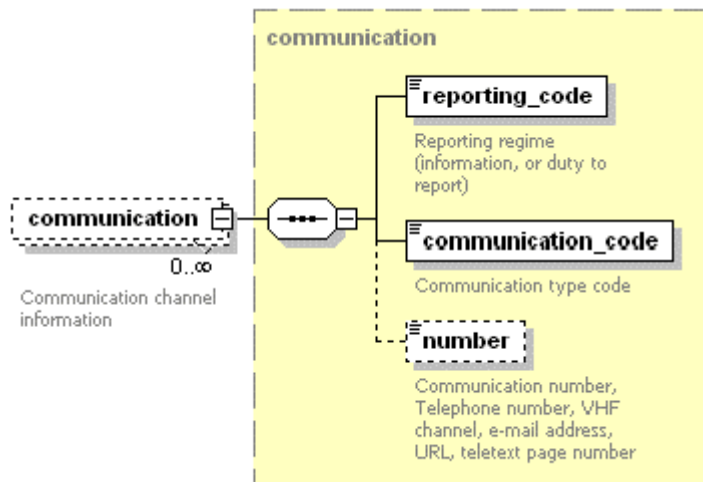 communication
reporting_code
Reporting regime
(information, or duty to
report)
communication
0..∞
Communication channel
information
communication_code
Communication type code
number
Communication number,
Telephone number, VHF
channel, e-mail address,
URL, teletext page number